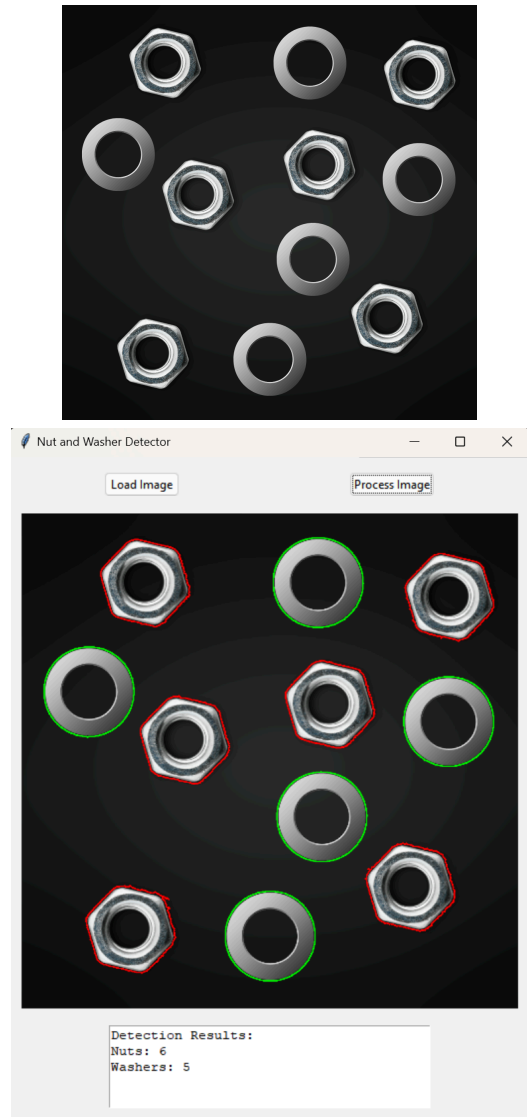 Nut and Washer Detector
Load Image
Process Image
Detection Results:
Nuts: 6
Washers: 5